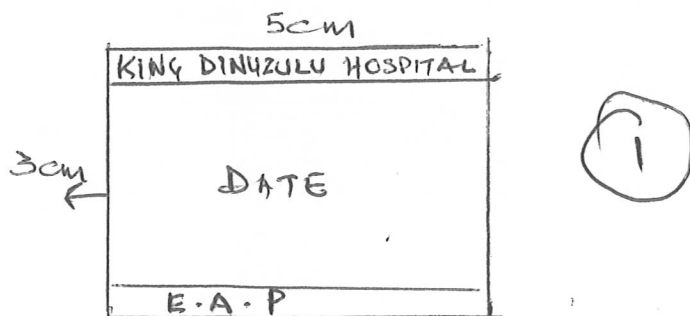 5cm
KING DINUZULU HOSPITAL
3cm
DATE
1
E.A.P